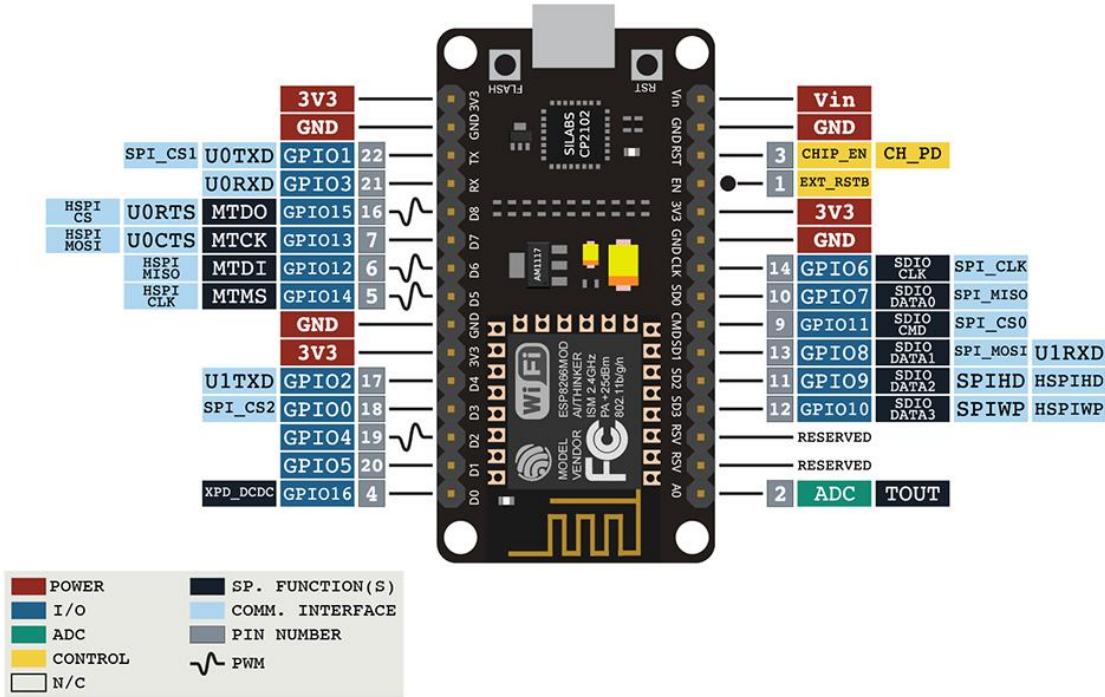 FLASH
RST
3V3 3V3 Vin Vin
GND GND GND GND
SPI_CS1 U0TXD GPIO1 22 TX RST 3 CHIP_EN CH_PD
U0RXD GPIO3 21 RX EN 1 EXT_RSTB
HSPI CS U0RTS MTDO GPIO15 16 D8 3V3 3V3
HSPI MOSI U0CTS MTCK GPIO13 7 D7 GND GND
HSPI MISO MTDI GPIO12 6 D6 CLK 14 GPIO6 SDIO CLK SPI_CLK
HSPI CLK MTMS GPIO14 5 D5 SD0 10 GPIO7 SDIO DATA0 SPI_MISO
GND GND CMD 9 GPIO11 SDIO CMD SPI_CS0
3V3 3V3 SD1 13 GPIO8 SDIO DATA1 SPI_MOSI U1RXD
U1TXD GPIO2 17 D4 SD2 11 GPIO9 SDIO DATA2 SPIHD HSPIHD
SPI_CS2 GPIO0 18 D3 SD3 12 GPIO10 SDIO DATA3 SPIWP HSPIWP
GPIO4 19 D2 RSV RESERVED
GPIO5 20 D1 RSV RESERVED
XPD_DCDC GPIO16 4 D0 A0 2 ADC TOUT
SILABS
CP2102
AM1117
WiFi
ESP8266MOD
AI/THINKER
ISM 2.4GHz
PA +25dBm
802.11b/g/n
MODEL
VENDOR
FC
POWER
I/O
ADC
CONTROL
N/C
SP. FUNCTION(S)
COMM. INTERFACE
PIN NUMBER
PWM